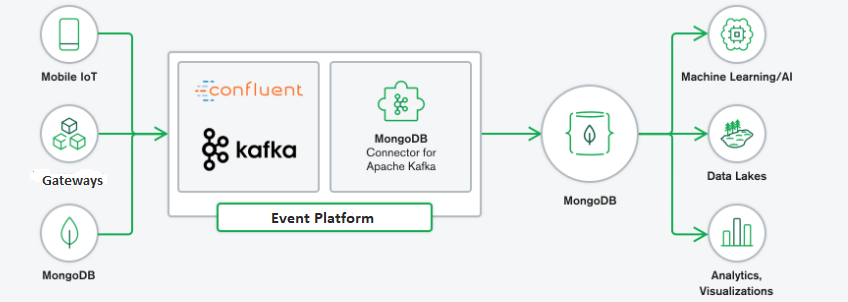 Mobile IoT
Gateways
MongoDB
confluent
kafka
MongoDB
Connector for
Apache Kafka
Event Platform
MongoDB
Machine Learning/AI
Data Lakes
Analytics,
Visualizations